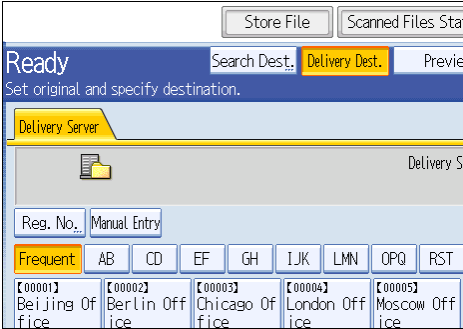 Store File Scanned Files Sta
Ready Search Dest. Delivery Dest. Previe
Set original and specify destination.
Delivery Server
Delivery S
Reg. No. Manual Entry
Frequent AB CD EF GH IJK LMN OPQ RST
【00001】 【00002】 【00003】 【00004】 【00005】
Beijing Of Berlin Off Chicago Of London Off Moscow Off
fice ice fice ice ice